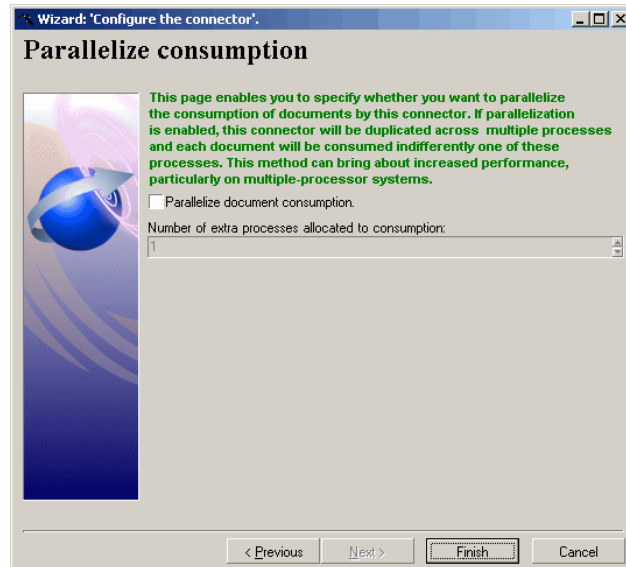 Wizard: 'Configure the connector'.
Parallelize consumption
This page enables you to specify whether you want to parallelize
the consumption of documents by this connector. If parallelization
is enabled, this connector will be duplicated across multiple processes
and each document will be consumed indifferently one of these
processes. This method can bring about increased performance,
particularly on multiple-processor systems.
Parallelize document consumption.
Number of extra processes allocated to consumption:
1
< Previous Next > Finish Cancel